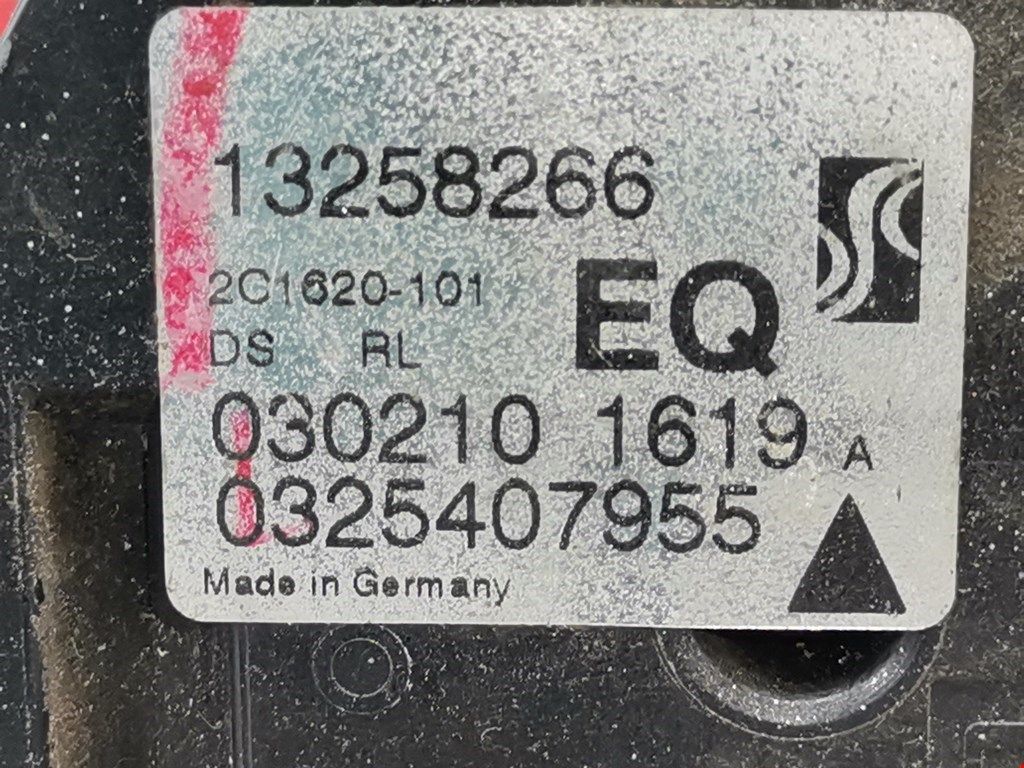 13258266
2C1620-101
EQ
DS RL
030210 1619 A
0325407955
Made in Germany